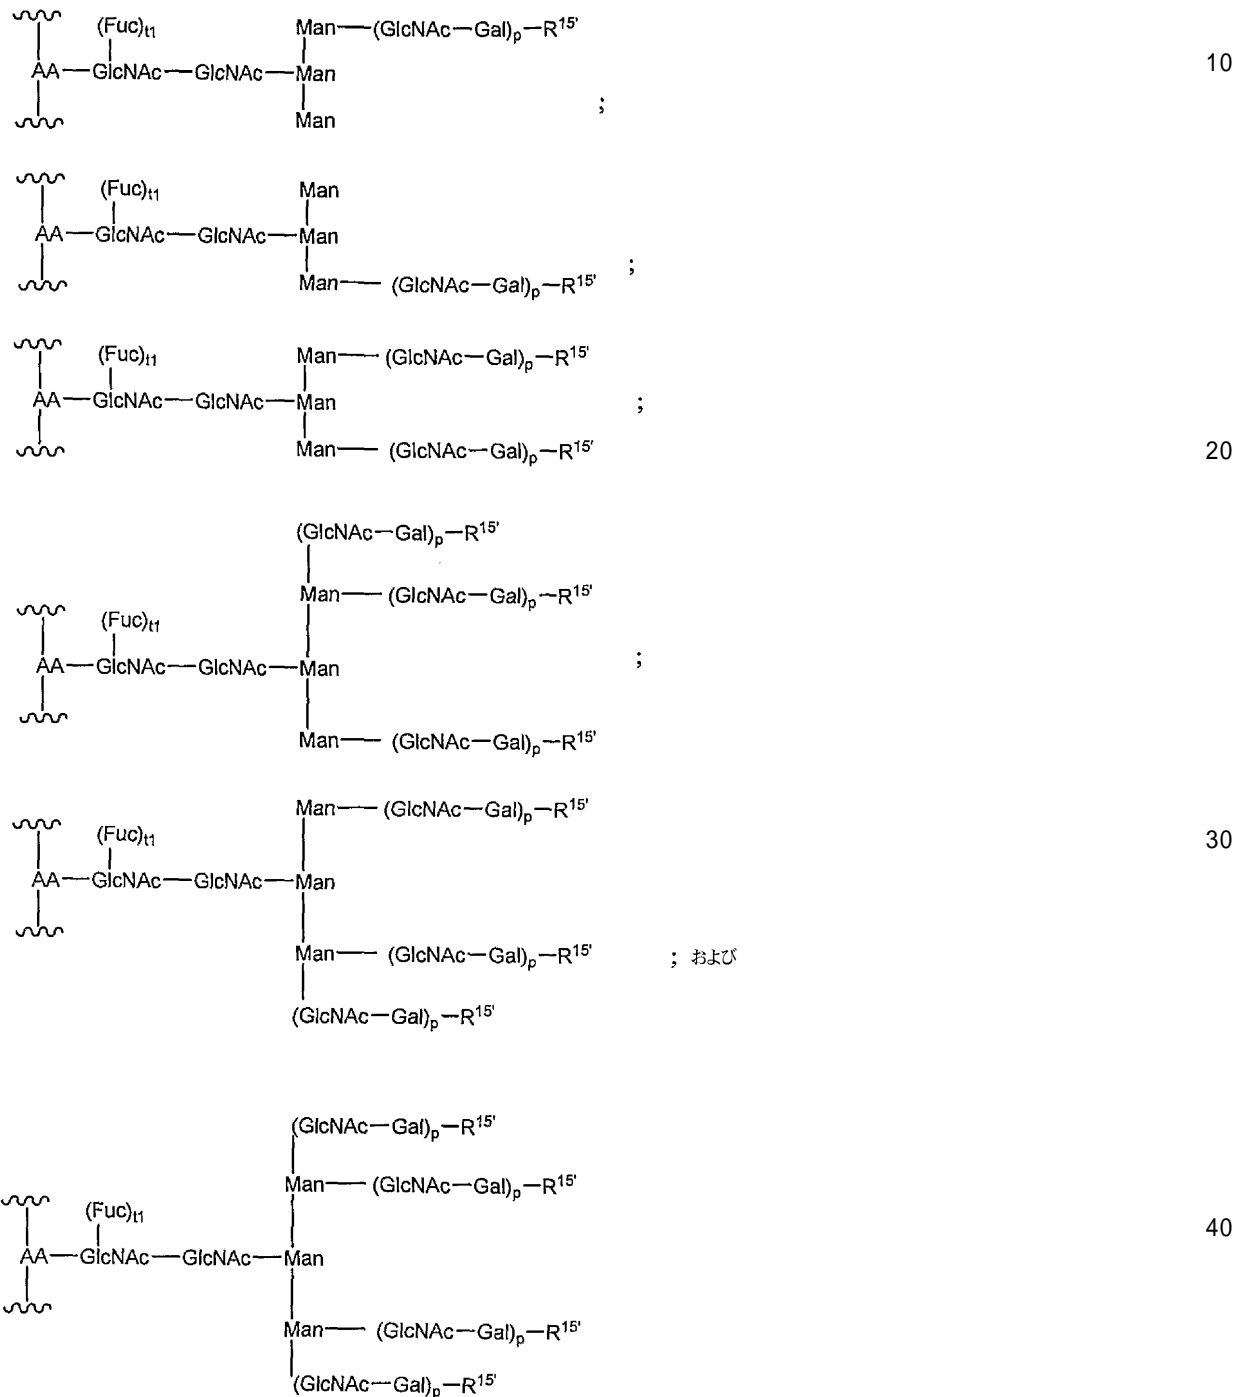 (Fuc)t1 Man—(GlcNAc—Gal)p—R15'
AA—GlcNAc—GlcNAc—Man 10
Man ;
(Fuc)t1 Man
AA—GlcNAc—GlcNAc—Man
Man—(GlcNAc—Gal)p—R15' ;
(Fuc)t1 Man—(GlcNAc—Gal)p—R15'
AA—GlcNAc—GlcNAc—Man ;
Man—(GlcNAc—Gal)p—R15' 20
(GlcNAc—Gal)p—R15'
Man—(GlcNAc—Gal)p—R15'
(Fuc)t1
AA—GlcNAc—GlcNAc—Man ;
Man—(GlcNAc—Gal)p—R15'
Man—(GlcNAc—Gal)p—R15'
(Fuc)t1 30
AA—GlcNAc—GlcNAc—Man
Man—(GlcNAc—Gal)p—R15' ; および
(GlcNAc—Gal)p—R15'
(GlcNAc—Gal)p—R15'
Man—(GlcNAc—Gal)p—R15'
(Fuc)t1 40
AA—GlcNAc—GlcNAc—Man
Man—(GlcNAc—Gal)p—R15'
(GlcNAc—Gal)p—R15'